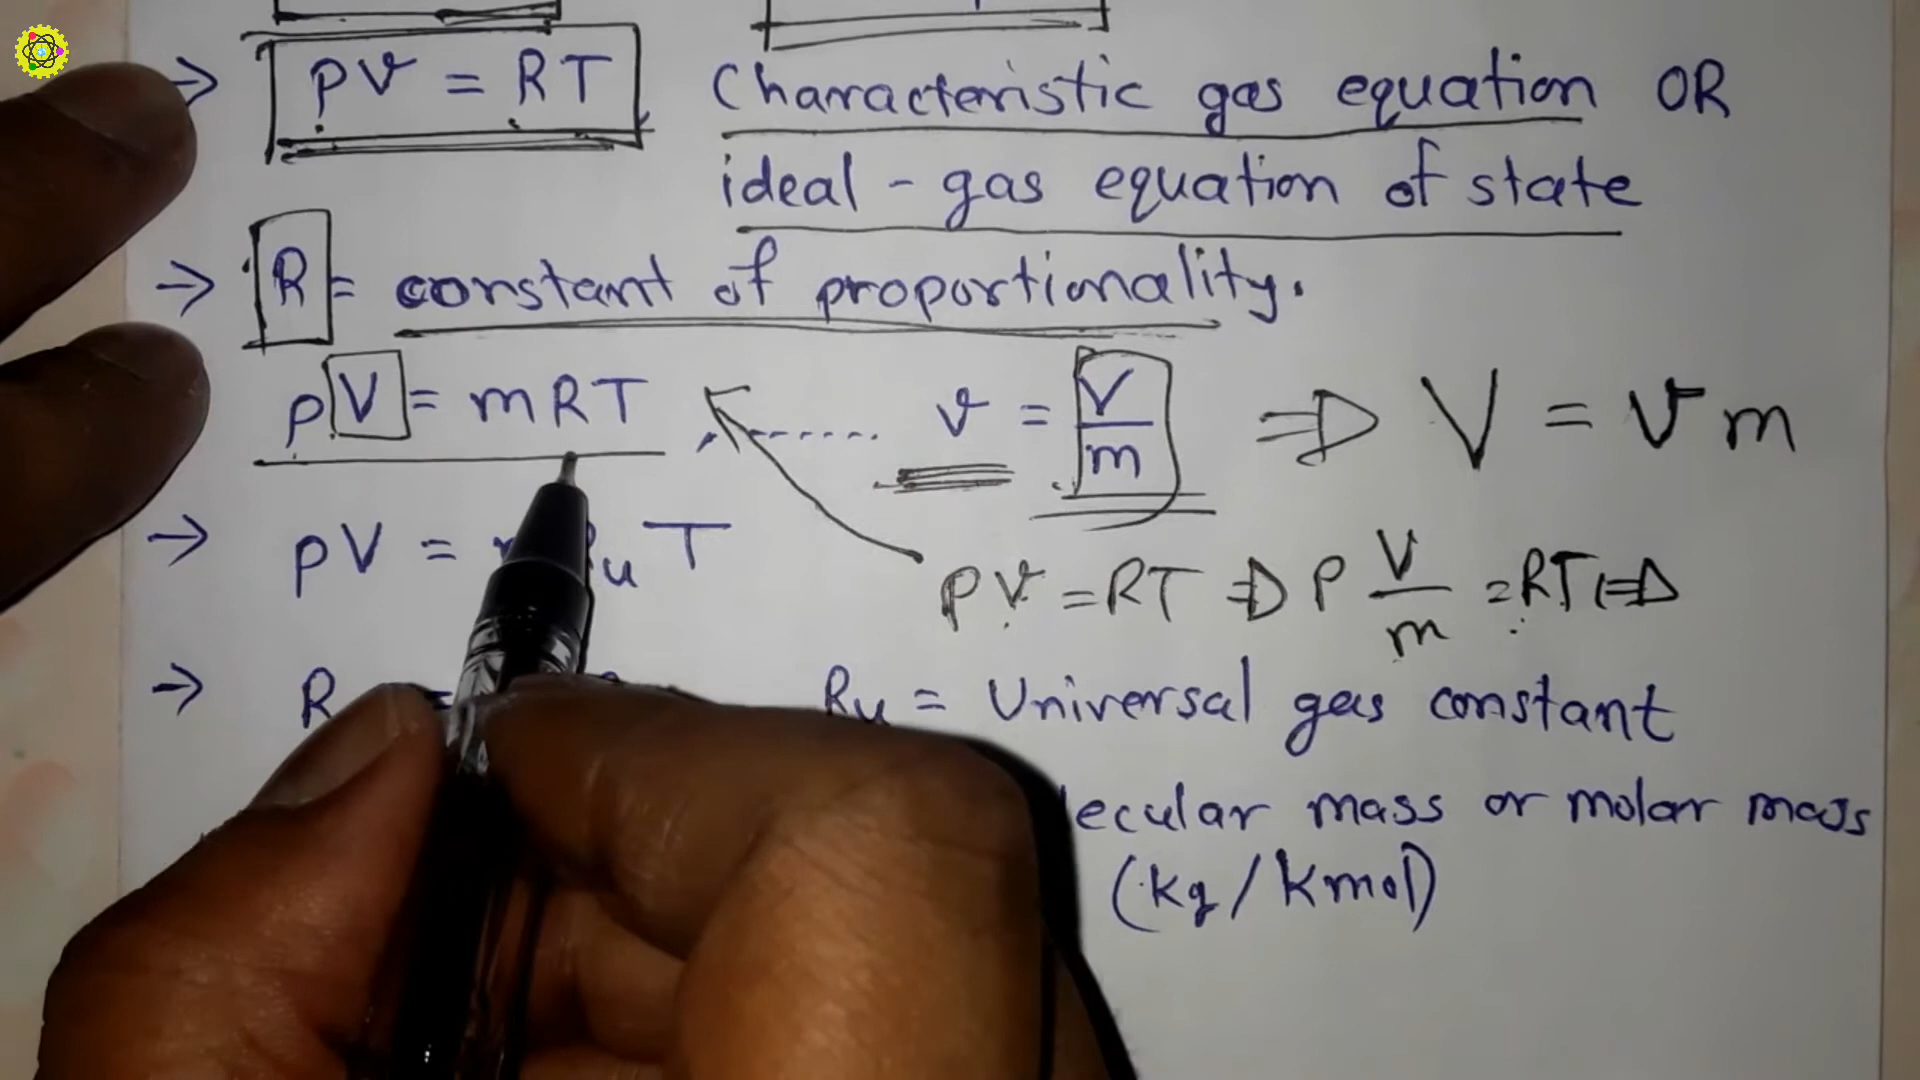 → pv = RT Characteristic gas equation OR
ideal - gas equation of state
→ R = constant of proportionality.
pV = mRT v = V/m ⇒ V = vm
→ pV = u T
Pv = RT ⇒ P V/m = RT ⇒
→ R = Ru = Universal gas constant
ecular mass or molar mass
(kg/kmol)